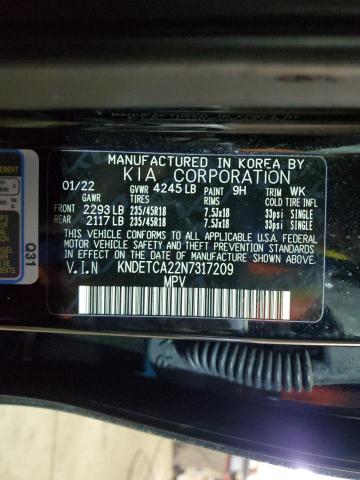 MANUFACTURED IN KOREA BY
KIA CORPORATION
01/22 GVWR 4245 LB PAINT 9H TRIM WK
TIRES RIMS COLD TIRE INFL
FRONT 2293 LB 235/45R18 7.5Jx18 33psi SINGLE
REAR 2117 LB 235/45R18 7.5Jx18 33psi SINGLE
THIS VEHICLE CONFORMS TO ALL APPLICABLE U.S. FEDERAL
MOTOR VEHICLE SAFETY, BUMPER, AND THEFT PREVENTION
STANDARDS IN EFFECT ON THE DATE OF MANUFACTURE
SHOWN ABOVE.
V.I.N KNDETCA22N7317209
MPV
Q31